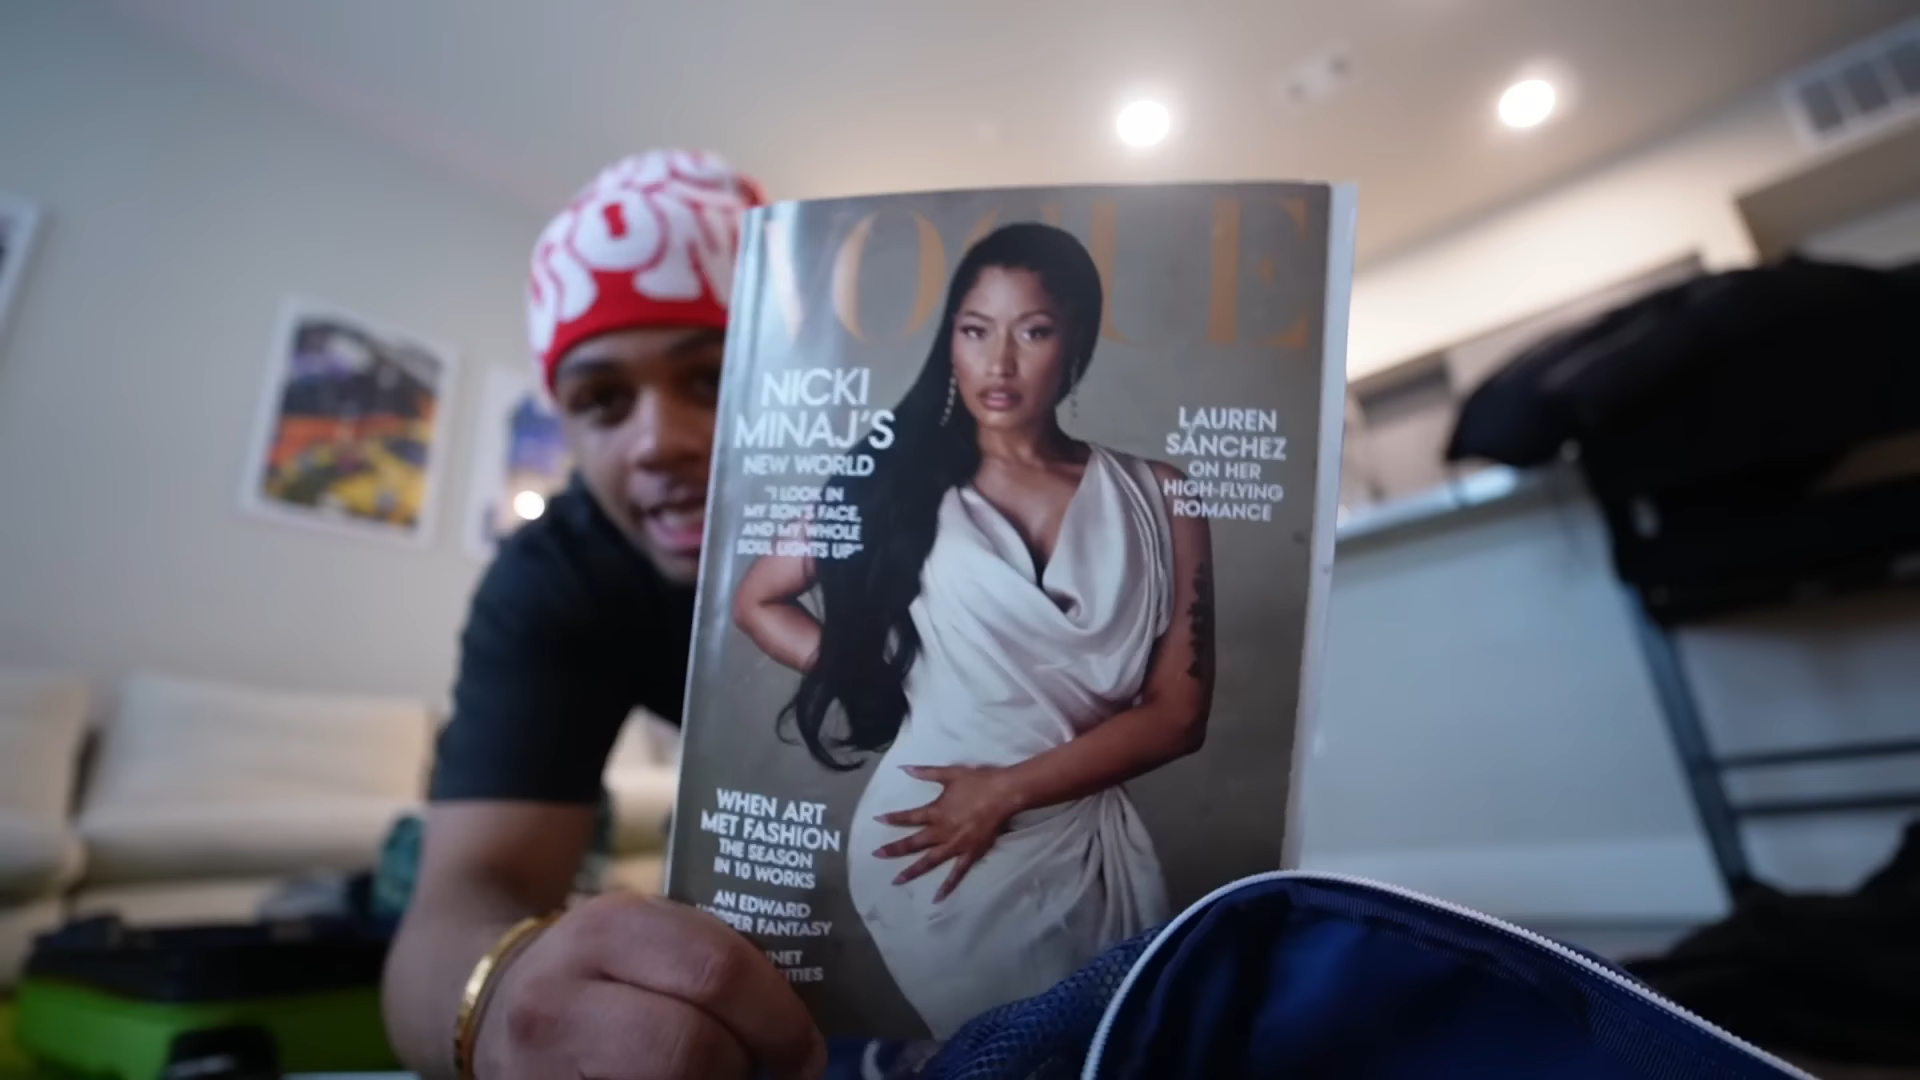 VOGUE
NICKI
MINAJ'S
NEW WORLD
"I LOOK IN
MY SON'S FACE,
AND MY WHOLE
SOUL LIGHTS UP"
LAUREN
SÁNCHEZ
ON HER
HIGH-FLYING
ROMANCE
WHEN ART
MET FASHION
THE SEASON
IN 10 WORKS
AN EDWARD
FANTASY